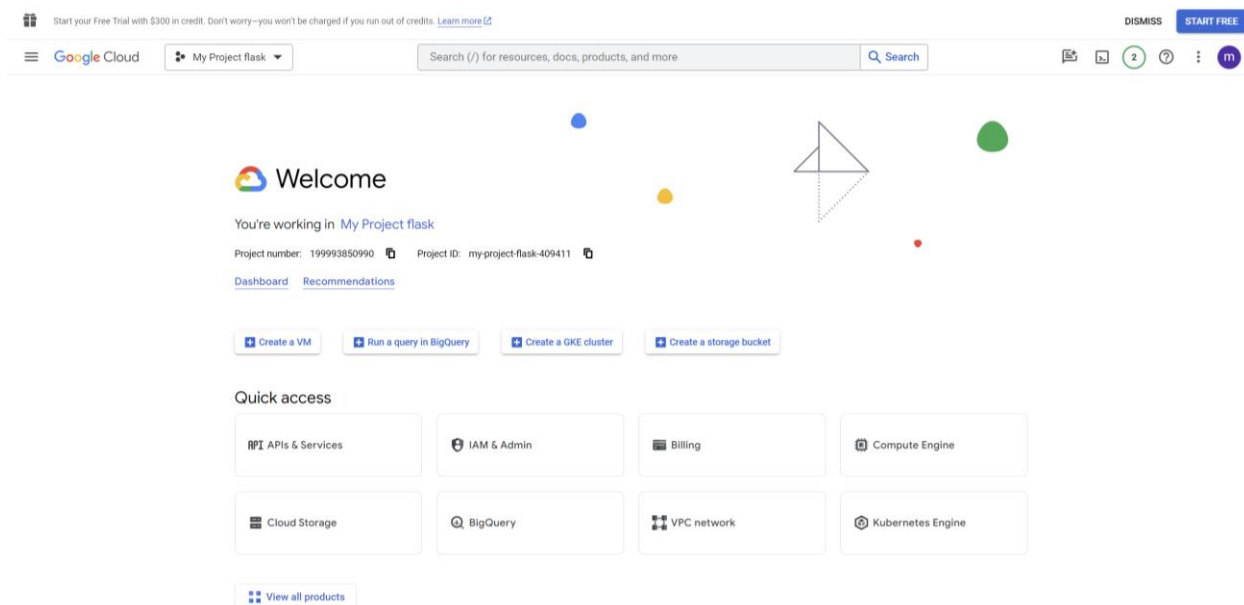 Start your Free Trial with $300 in credit. Don't worry—you won't be charged if you run out of credits. Learn more
DISMISS
START FREE
Google Cloud
My Project flask
Search (/) for resources, docs, products, and more
Search
2
m
Welcome
You're working in My Project flask
Project number: 199993850990 Project ID: my-project-flask-409411
Dashboard Recommendations
Create a VM Run a query in BigQuery Create a GKE cluster Create a storage bucket
Quick access
API APIs & Services IAM & Admin Billing Compute Engine
Cloud Storage BigQuery VPC network Kubernetes Engine
View all products